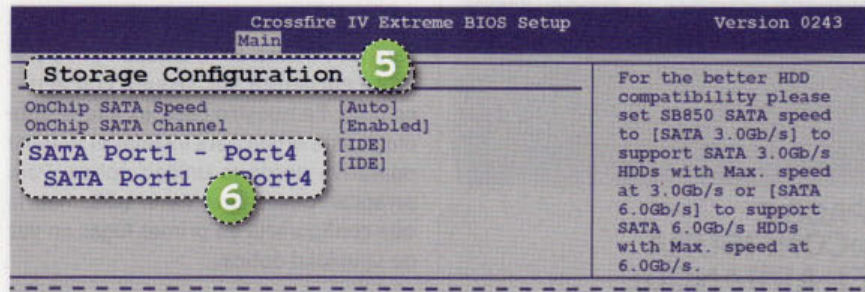 Crossfire IV Extreme BIOS Setup Version 0243
Main
Storage Configuration 5
OnChip SATA Speed [Auto]
OnChip SATA Channel [Enabled]
SATA Port1 - Port4 [IDE]
SATA Port1 - Port4 [IDE]
6
For the better HDD
compatibility please
set SB850 SATA speed
to [SATA 3.0Gb/s] to
support SATA 3.0Gb/s
HDDs with Max. speed
at 3.0Gb/s or [SATA
6.0Gb/s] to support
SATA 6.0Gb/s HDDs
with Max. speed at
6.0Gb/s.